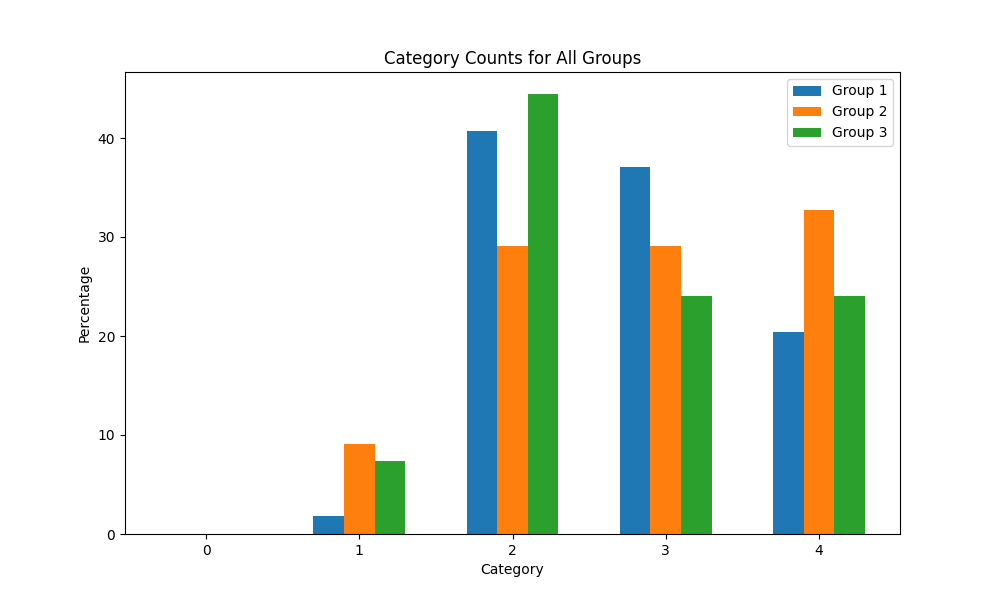 Category Counts for All Groups
Group 1
Group 2
Group 3
40
30
20
10
0
Percentage
0 1 2 3 4
Category